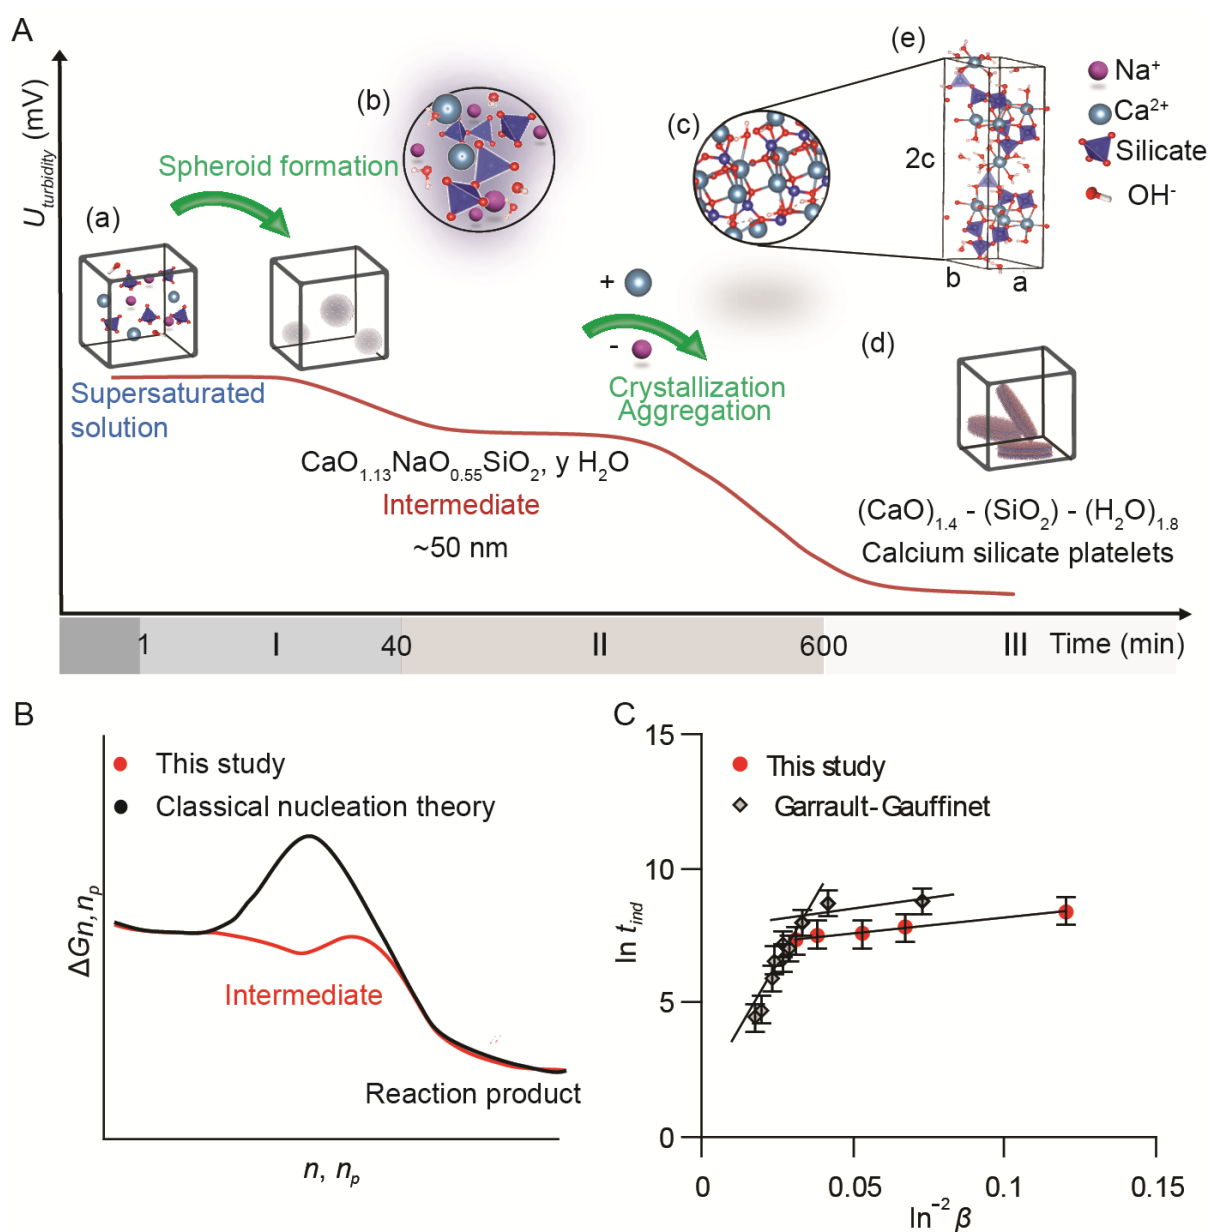 A
U_turbidity (mV)
(a)
Spheroid formation
(b)
(c)
(e)
2c
b
a
Na⁺
Ca²⁺
Silicate
OH⁻
+
-
Crystallization
Aggregation
(d)
Supersaturated
solution
CaO₁.₁₃NaO₀.₅₅SiO₂, y H₂O
Intermediate
~50 nm
(CaO)₁.₄ - (SiO₂) - (H₂O)₁.₈
Calcium silicate platelets
1
I
40
II
600
III
Time (min)
B
This study
Classical nucleation theory
ΔGn, nₚ
Intermediate
Reaction product
n, nₚ
C
This study
Garrault-Gauffinet
ln t_ind
15
10
5
0
0
0.05
0.1
0.15
ln⁻² β